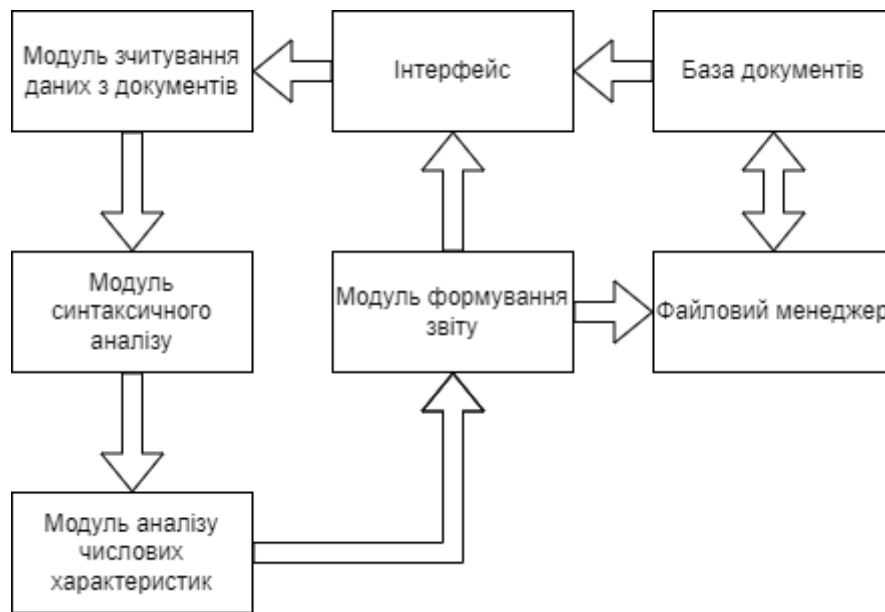 Модуль зчитування
даних з документів
Інтерфейс
База документів
Модуль
синтаксичного
аналізу
Модуль формування
звіту
Файловий менеджер
Модуль аналізу
числових
характеристик